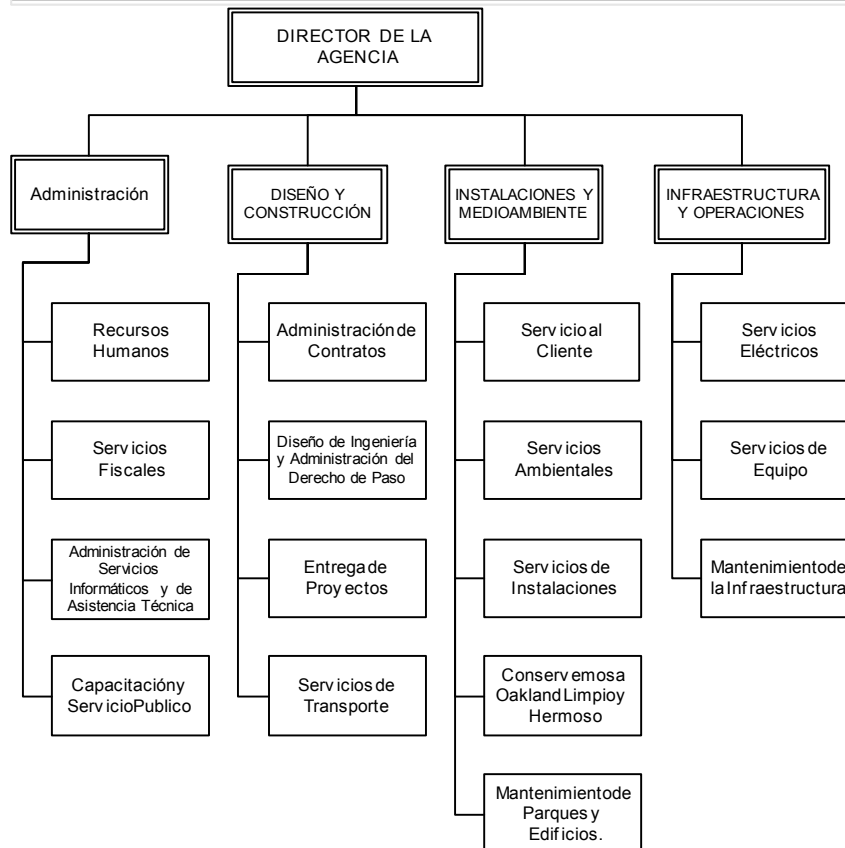 DIRECTOR DE LA
AGENCIA
Administración
DISEÑO Y
CONSTRUCCIÓN
INSTALACIONES Y
MEDIOAMBIENTE
INFRAESTRUCTURA
Y OPERACIONES
Recursos
Humanos
Servicios
Fiscales
Administración de
Servicios
Informáticos y de
Asistencia Técnica
Capacitación y
Servicio Publico
Administración de
Contratos
Diseño de Ingeniería
y Administración del
Derecho de Paso
Entrega de
Proyectos
Servicios de
Transporte
Servicio al
Cliente
Servicios
Ambientales
Servicios de
Instalaciones
Conservemos a
Oakland Limpio y
Hermoso
Mantenimiento de
Parques y
Edificios.
Servicios
Eléctricos
Servicios de
Equipo
Mantenimiento de
la Infraestructura